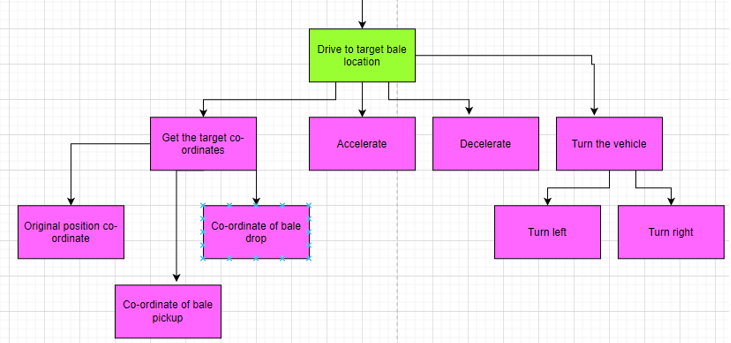 Drive to target bale
location
Get the target co-
ordinates
Accelerate
Decelerate
Turn the vehicle
Original position co-
ordinate
Co-ordinate of bale
drop
Turn left
Turn right
Co-ordinate of bale
pickup